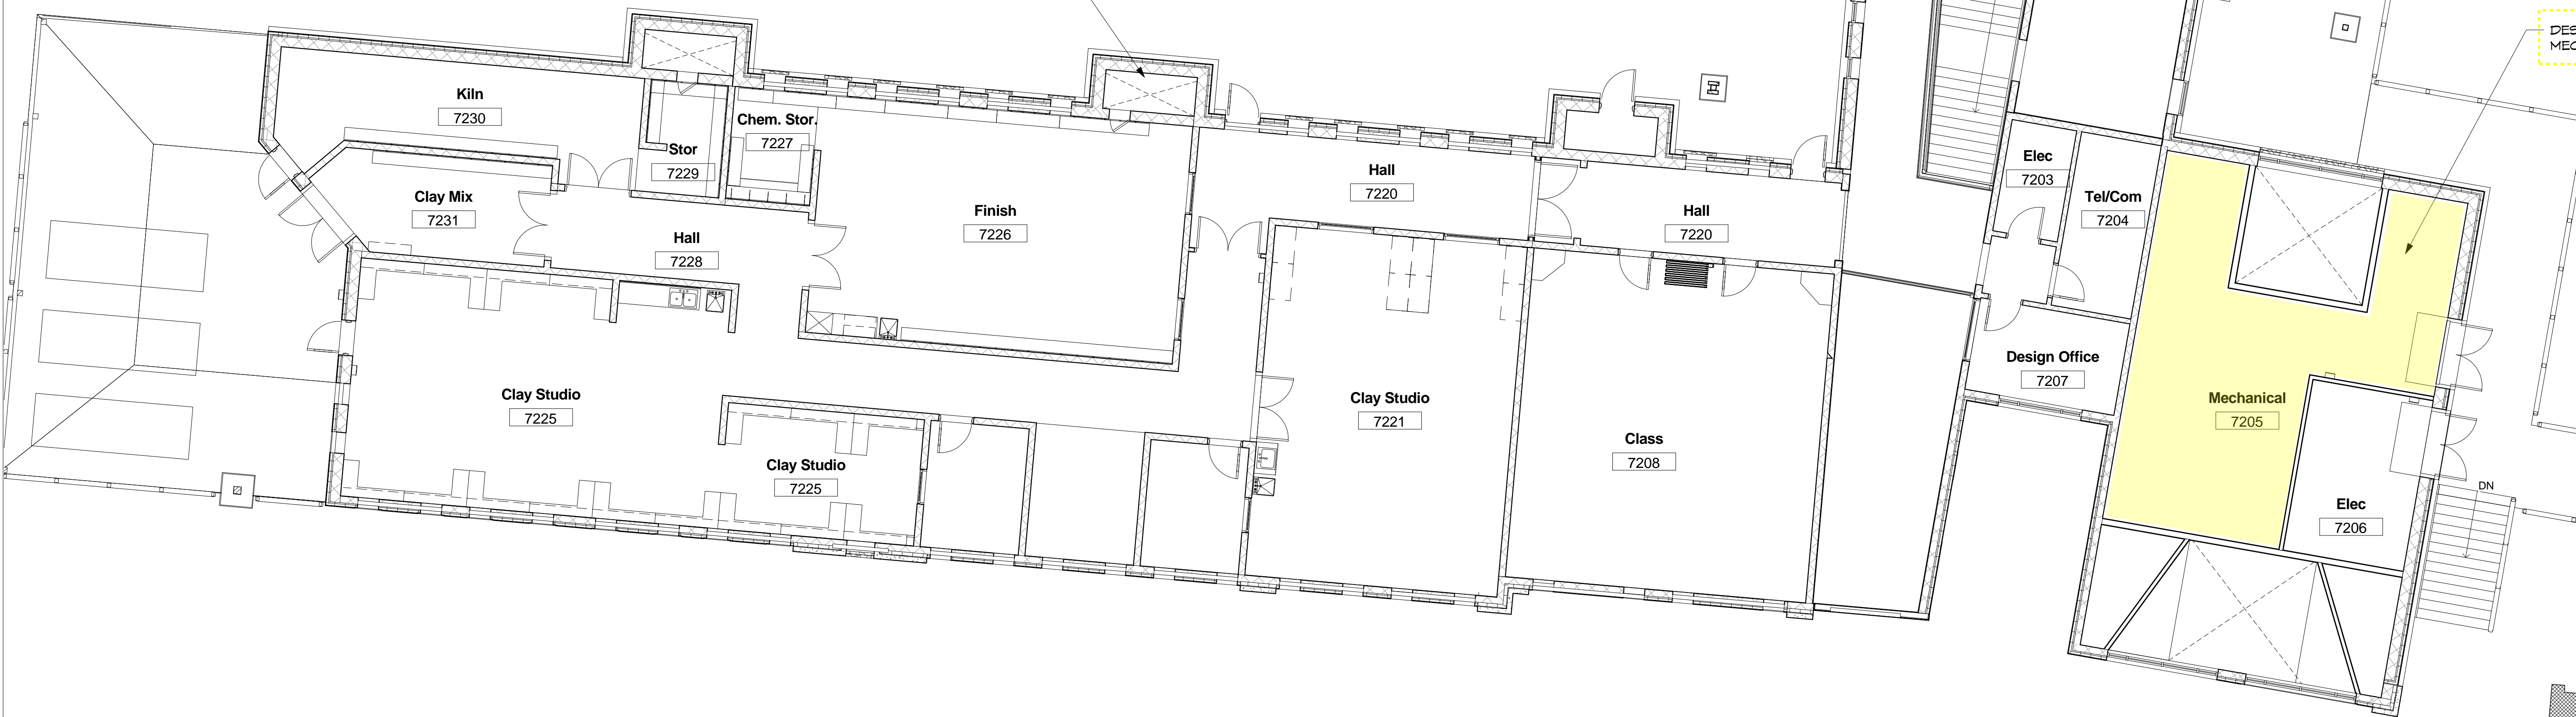 Kiln
7230
Stor
7229
Chem. Stor.
7227
Clay Mix
7231
Hall
7228
Finish
7226
Hall
7220
Hall
7220
Elec
7203
Tel/Com
7204
Clay Studio
7225
Clay Studio
7225
Clay Studio
7221
Class
7208
Design Office
7207
Mechanical
7205
Elec
7206
DN